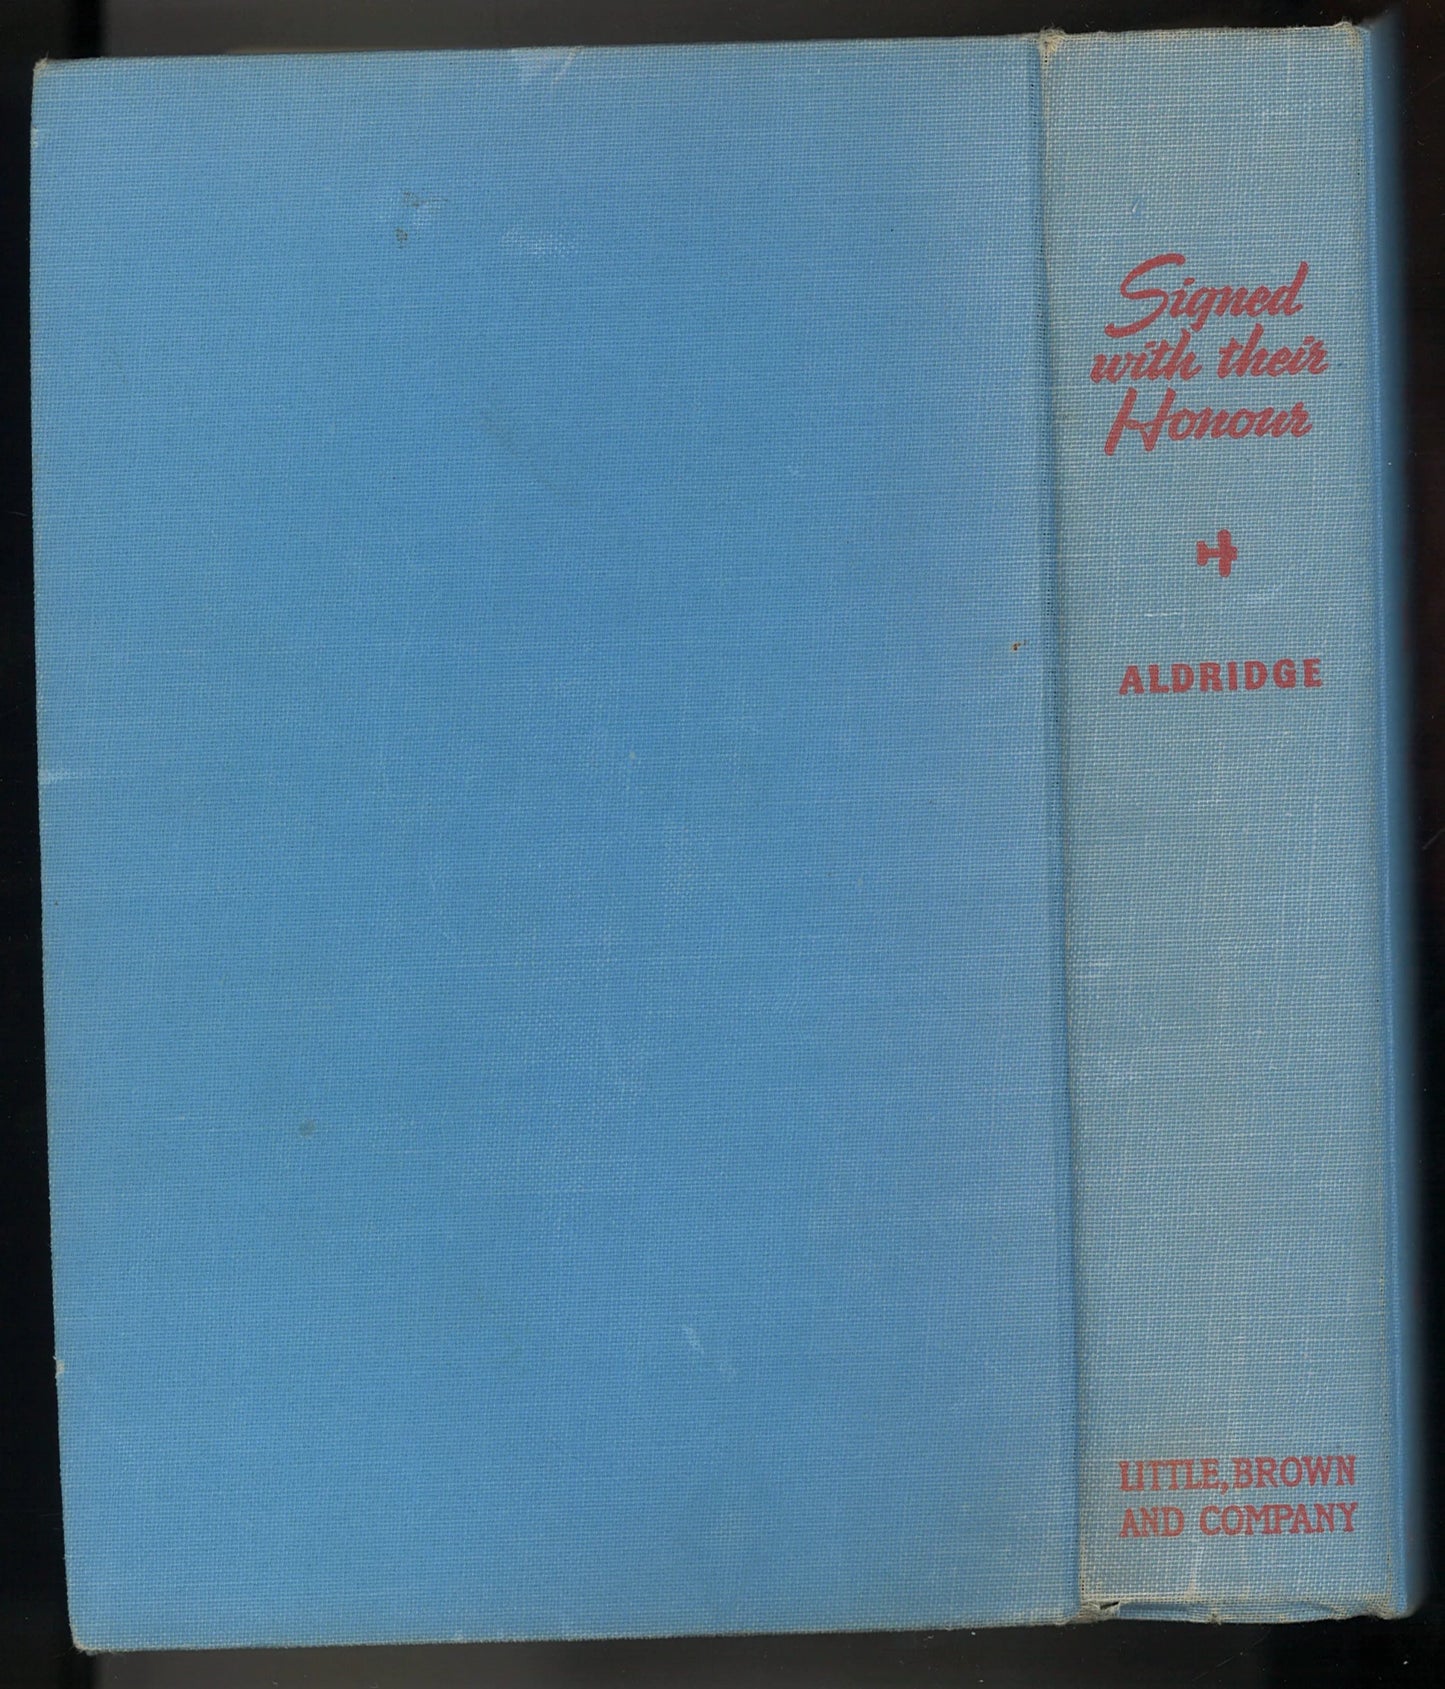 Signed
with their
Honour
ALDRIDGE
LITTLE, BROWN
AND COMPANY